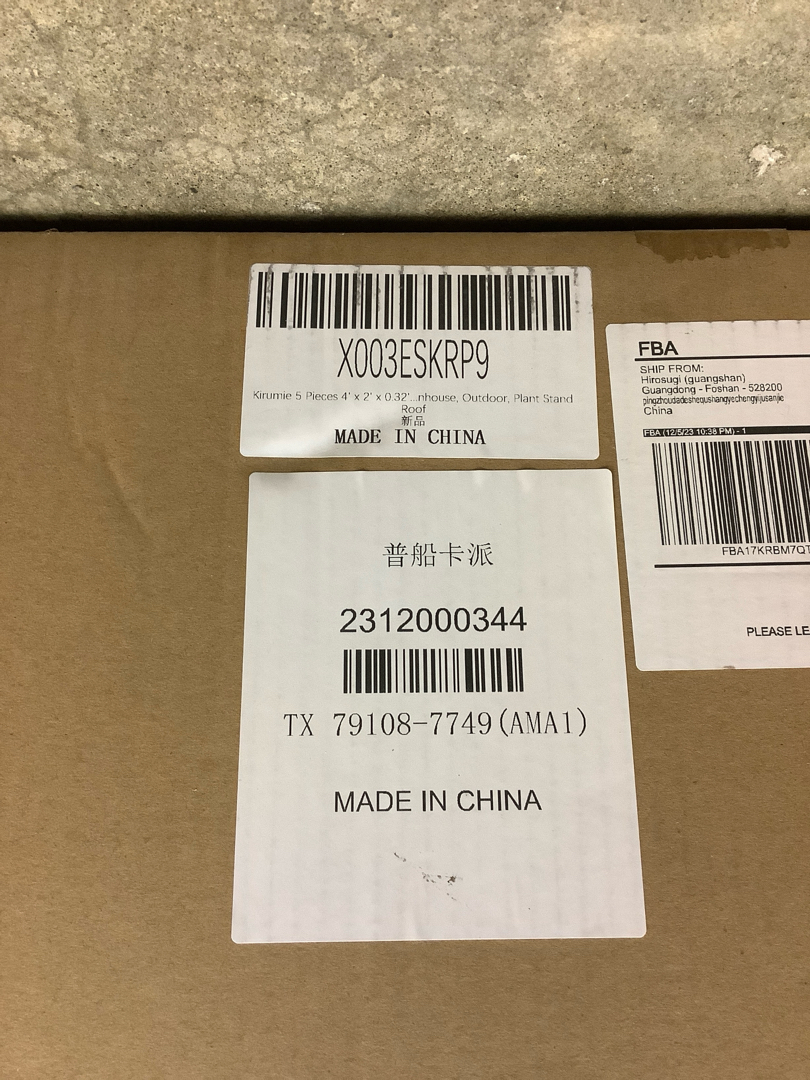 X003ESKRP9
Kirumie 5 Pieces 4' x 2' x 0.32'...nhouse, Outdoor, Plant Stand
Roof
新品
MADE IN CHINA
普船卡派
2312000344
TX 79108-7749(AMA1)
MADE IN CHINA
FBA
SHIP FROM:
Hirosugi (guangshan)
Guangdong - Foshan - 528200
pingzhoudadeshequshangyechengyijusanjie
China
FBA (12/5/23 10:38 PM) - 1
FBA17KRBM7QT
PLEASE LE